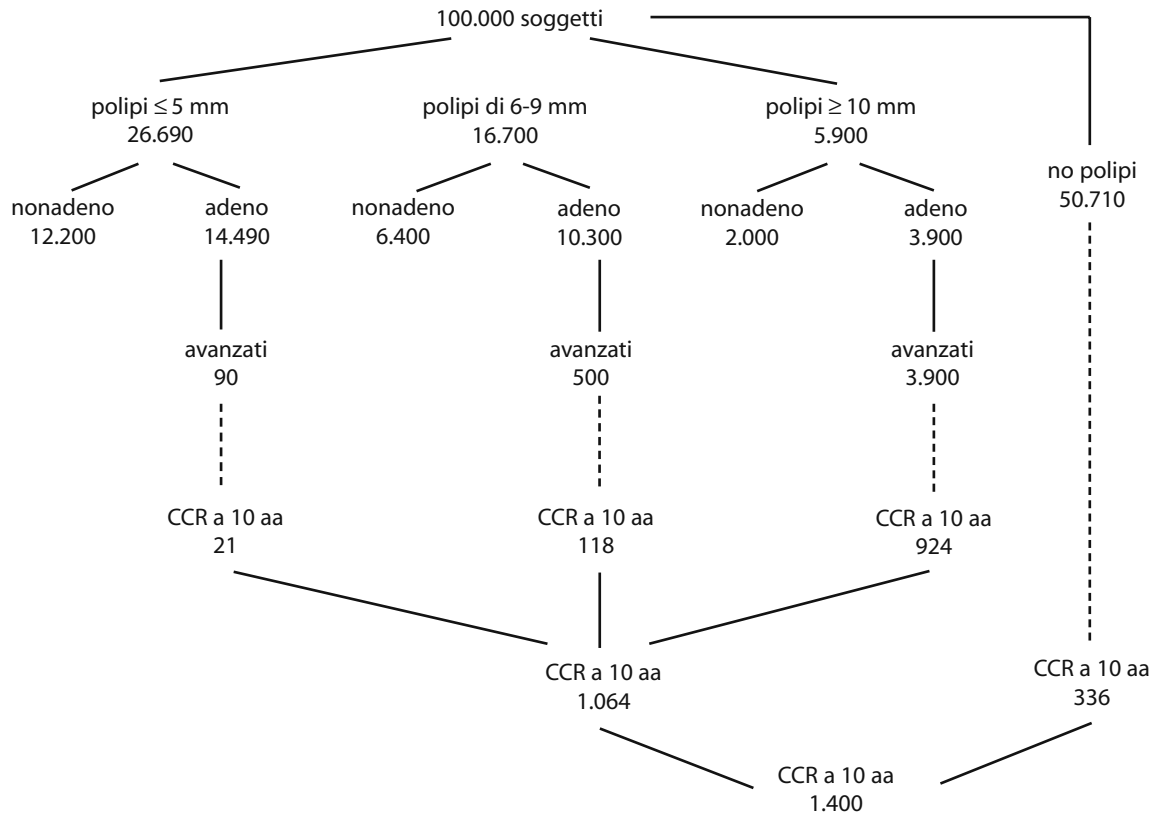 100.000 soggetti
polipi ≤ 5 mm
26.690
polipi di 6-9 mm
16.700
polipi ≥ 10 mm
5.900
no polipi
50.710
nonadeno
12.200
adeno
14.490
nonadeno
6.400
adeno
10.300
nonadeno
2.000
adeno
3.900
avanzati
90
avanzati
500
avanzati
3.900
CCR a 10 aa
21
CCR a 10 aa
118
CCR a 10 aa
924
CCR a 10 aa
1.064
CCR a 10 aa
336
CCR a 10 aa
1.400